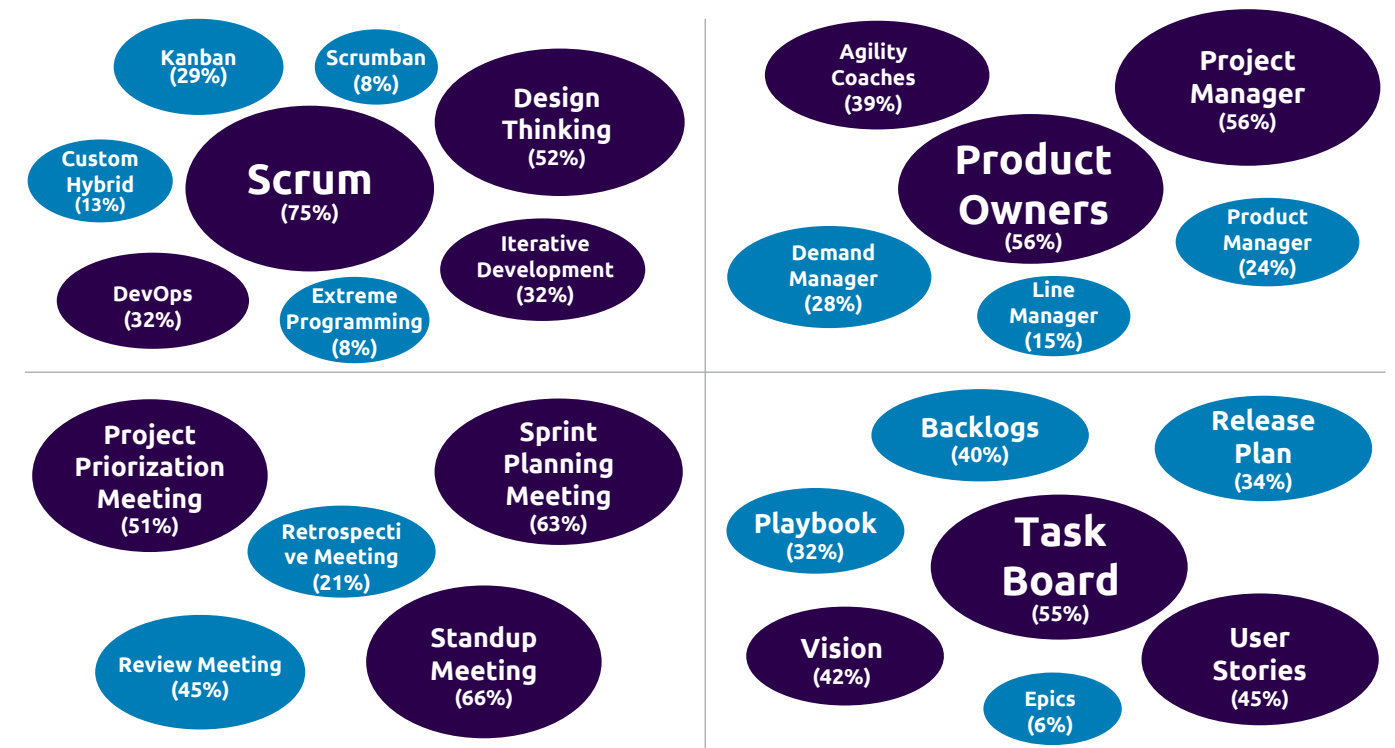 Kanban
(29%)
Scrumban
(8%)
Design
Thinking
(52%)
Custom
Hybrid
(13%)
Scrum
(75%)
Iterative
Development
(32%)
DevOps
(32%)
Extreme
Programming
(8%)
Agility
Coaches
(39%)
Project
Manager
(56%)
Product
Owners
(56%)
Product
Manager
(24%)
Demand
Manager
(28%)
Line
Manager
(15%)
Project
Priorization
Meeting
(51%)
Sprint
Planning
Meeting
(63%)
Retrospecti
ve Meeting
(21%)
Review Meeting
(45%)
Standup
Meeting
(66%)
Backlogs
(40%)
Release
Plan
(34%)
Playbook
(32%)
Task
Board
(55%)
Vision
(42%)
User
Stories
(45%)
Epics
(6%)